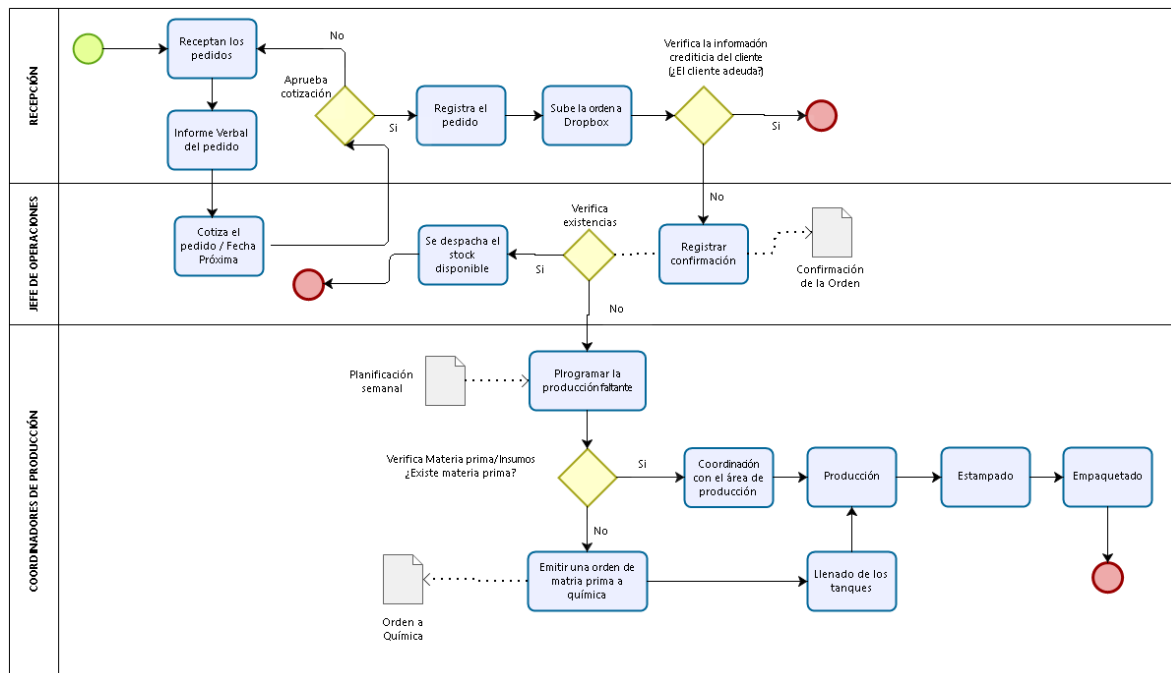 RECEPCIÓN
Receptan los
pedidos
No
Aprueba
cotización
Si
Informe Verbal
del pedido
Registra el
pedido
Sube la orden a
Dropbox
Verifica la información
crediticia del cliente
(¿El cliente adeuda?)
Si
No
JEFE DE OPERACIONES
Cotiza el
pedido / Fecha
Próxima
Se despacha el
stock
disponible
Si
Verifica
existencias
No
Registrar
confirmación
Confirmación
de la Orden
COORDINADORES DE PRODUCCIÓN
Planificación
semanal
PIrogramar la
producción faltante
Verifica Materia prima/Insumos
¿Existe materia prima?
Si
No
Coordinación
con el área de
producción
Producción
Estampado
Empaquetado
Orden a
Química
Emitir una orden de
matria prima a
química
Llenado de los
tanques